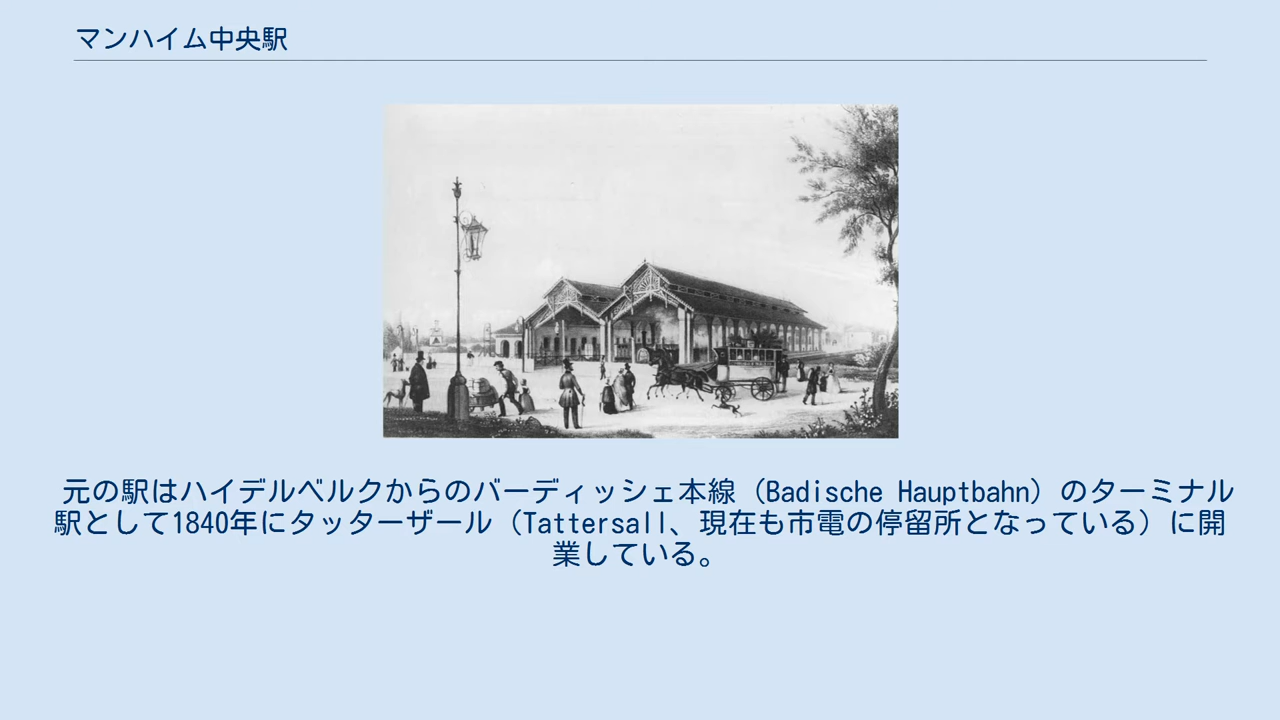 マンハイム中央駅
元の駅はハイデルベルクからのバーディッシェ本線（Badische Hauptbahn）のターミナル
駅として1840年にタッターザール（Tattersall、現在も市電の停留所となっている）に開
業している。